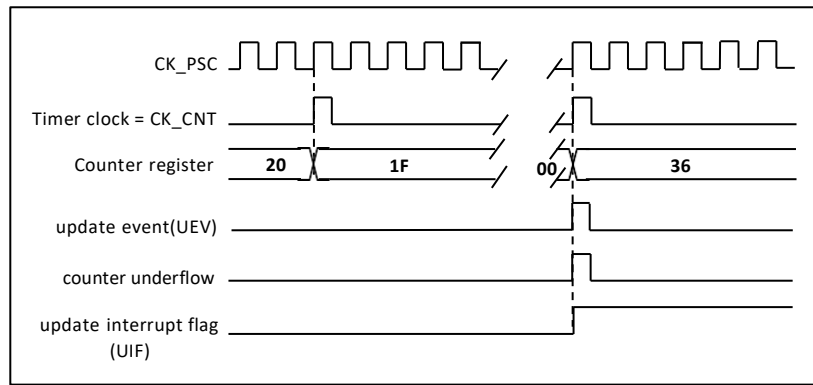 CK_PSC
Timer clock = CK_CNT
Counter register
20
1F
00
36
update event(UEV)
counter underflow
update interrupt flag
(UIF)